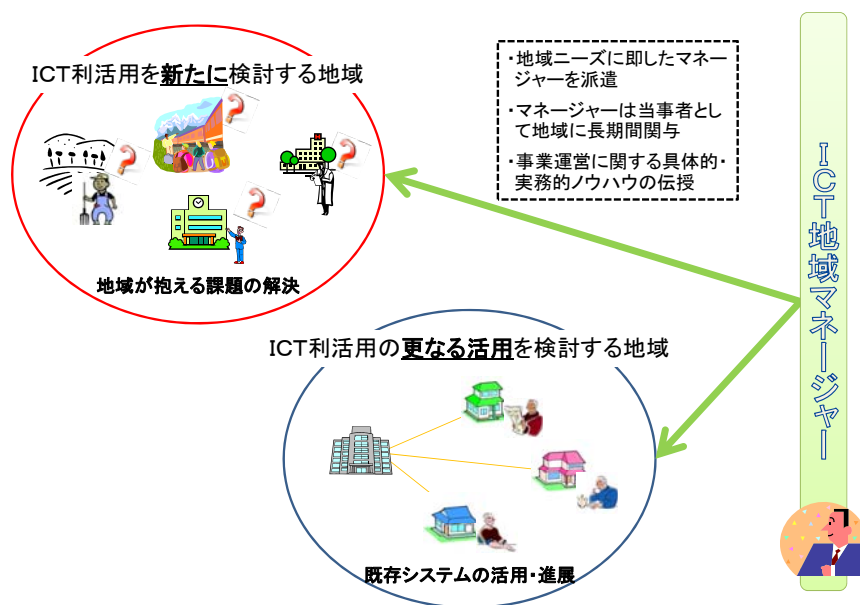 ICT利活用を新たに検討する地域
地域が抱える課題の解決
・地域ニーズに即したマネー
ジャーを派遣
・マネージャーは当事者とし
て地域に長期間関与
・事業運営に関する具体的・
実務的ノウハウの伝授
ICT地域マネージャー
ICT利活用の更なる活用を検討する地域
既存システムの活用・進展